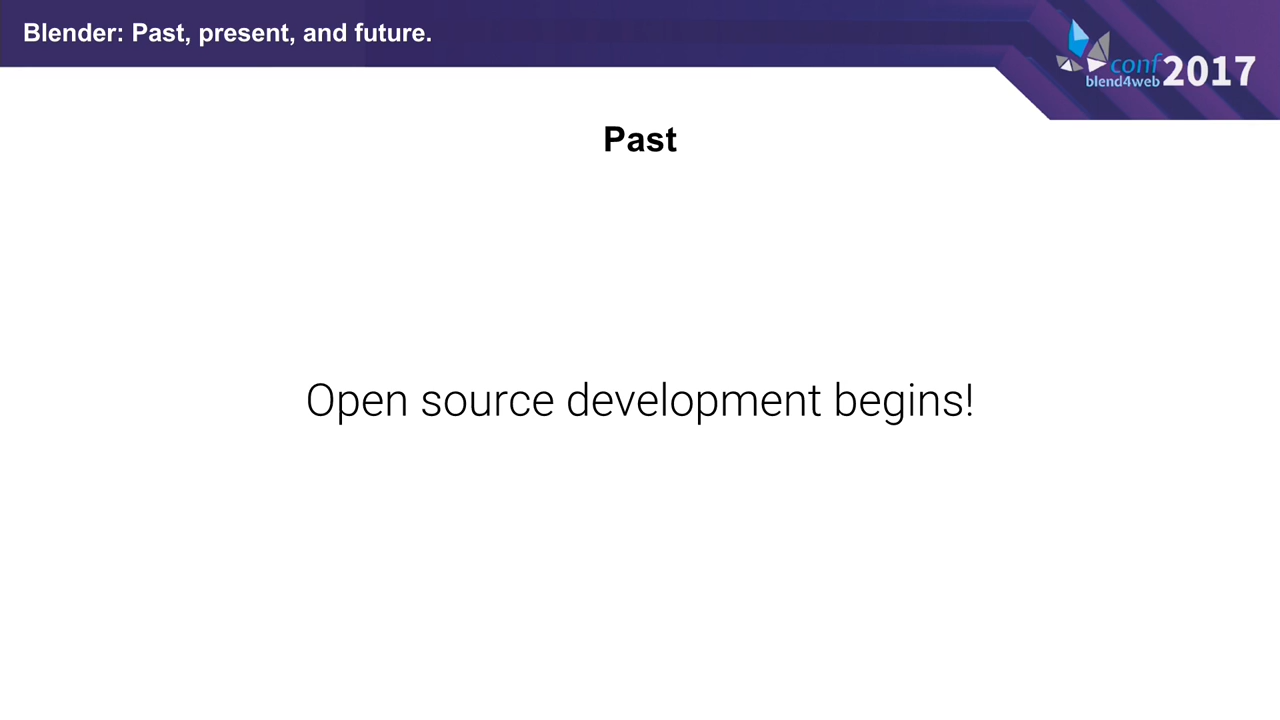 Blender: Past, present, and future.
conf
blend4web 2017
Past
Open source development begins!